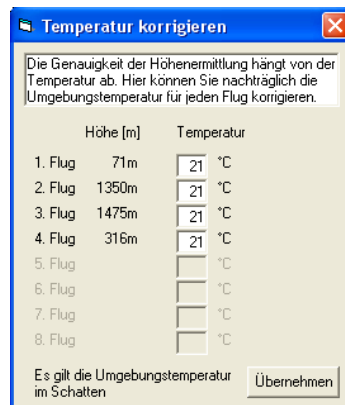 Temperatur korrigieren
Die Genauigkeit der Höhenermittlung hängt von der
Temperatur ab. Hier können Sie nachträglich die
Umgebungstemperatur für jeden Flug korrigieren.
Höhe [m] Temperatur
1. Flug 71m 21 °C
2. Flug 1350m 21 °C
3. Flug 1475m 21 °C
4. Flug 316m 21 °C
5. Flug °C
6. Flug °C
7. Flug °C
8. Flug °C
Es gilt die Umgebungstemperatur
im Schatten
Übernehmen